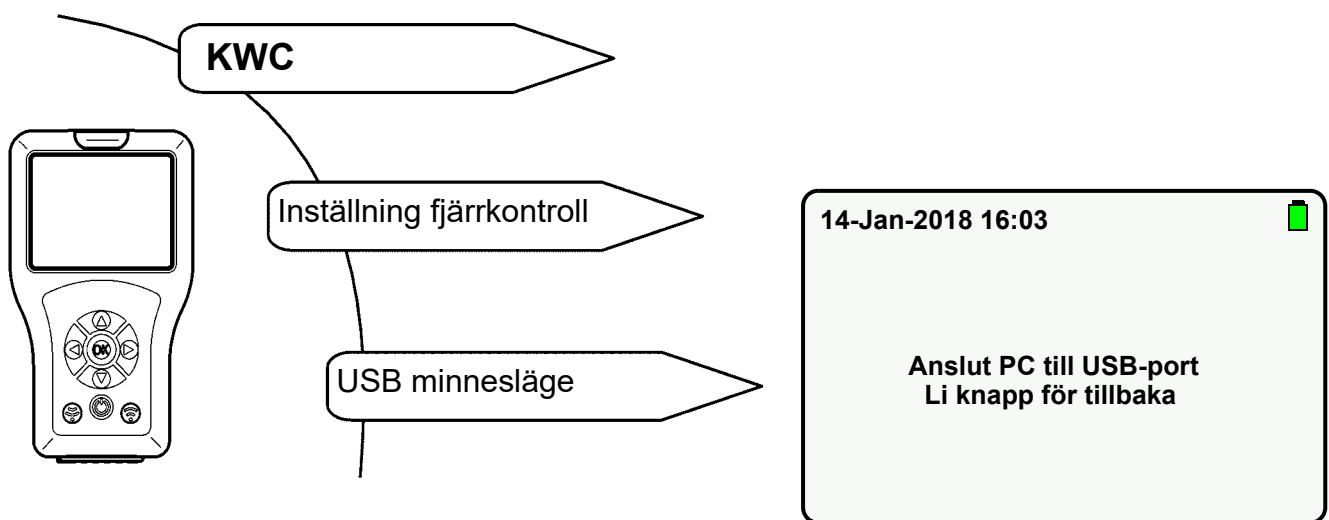 KWC
Inställning fjärrkontroll
USB minnesläge
14-Jan-2018 16:03
Anslut PC till USB-port
Li knapp för tillbaka
OK